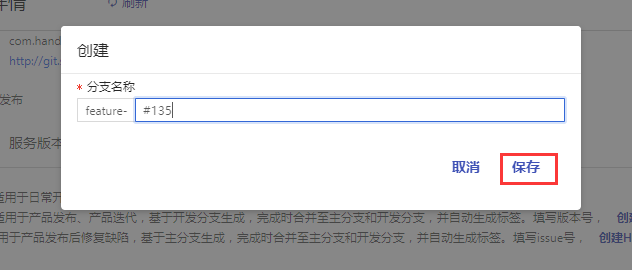 详情 刷新
com.hand
http://git.s
创建
* 分支名称
feature- #135
发布
服务版本
取消 保存
适用于日常开
适用于产品发布、产品迭代，基于开发分支生成，完成时合并至主分支和开发分支，并自动生成标签。填写版本号， 创建
用于产品发布后修复缺陷，基于主分支生成，完成时合并至主分支和开发分支，并自动生成标签。填写issue号， 创建H